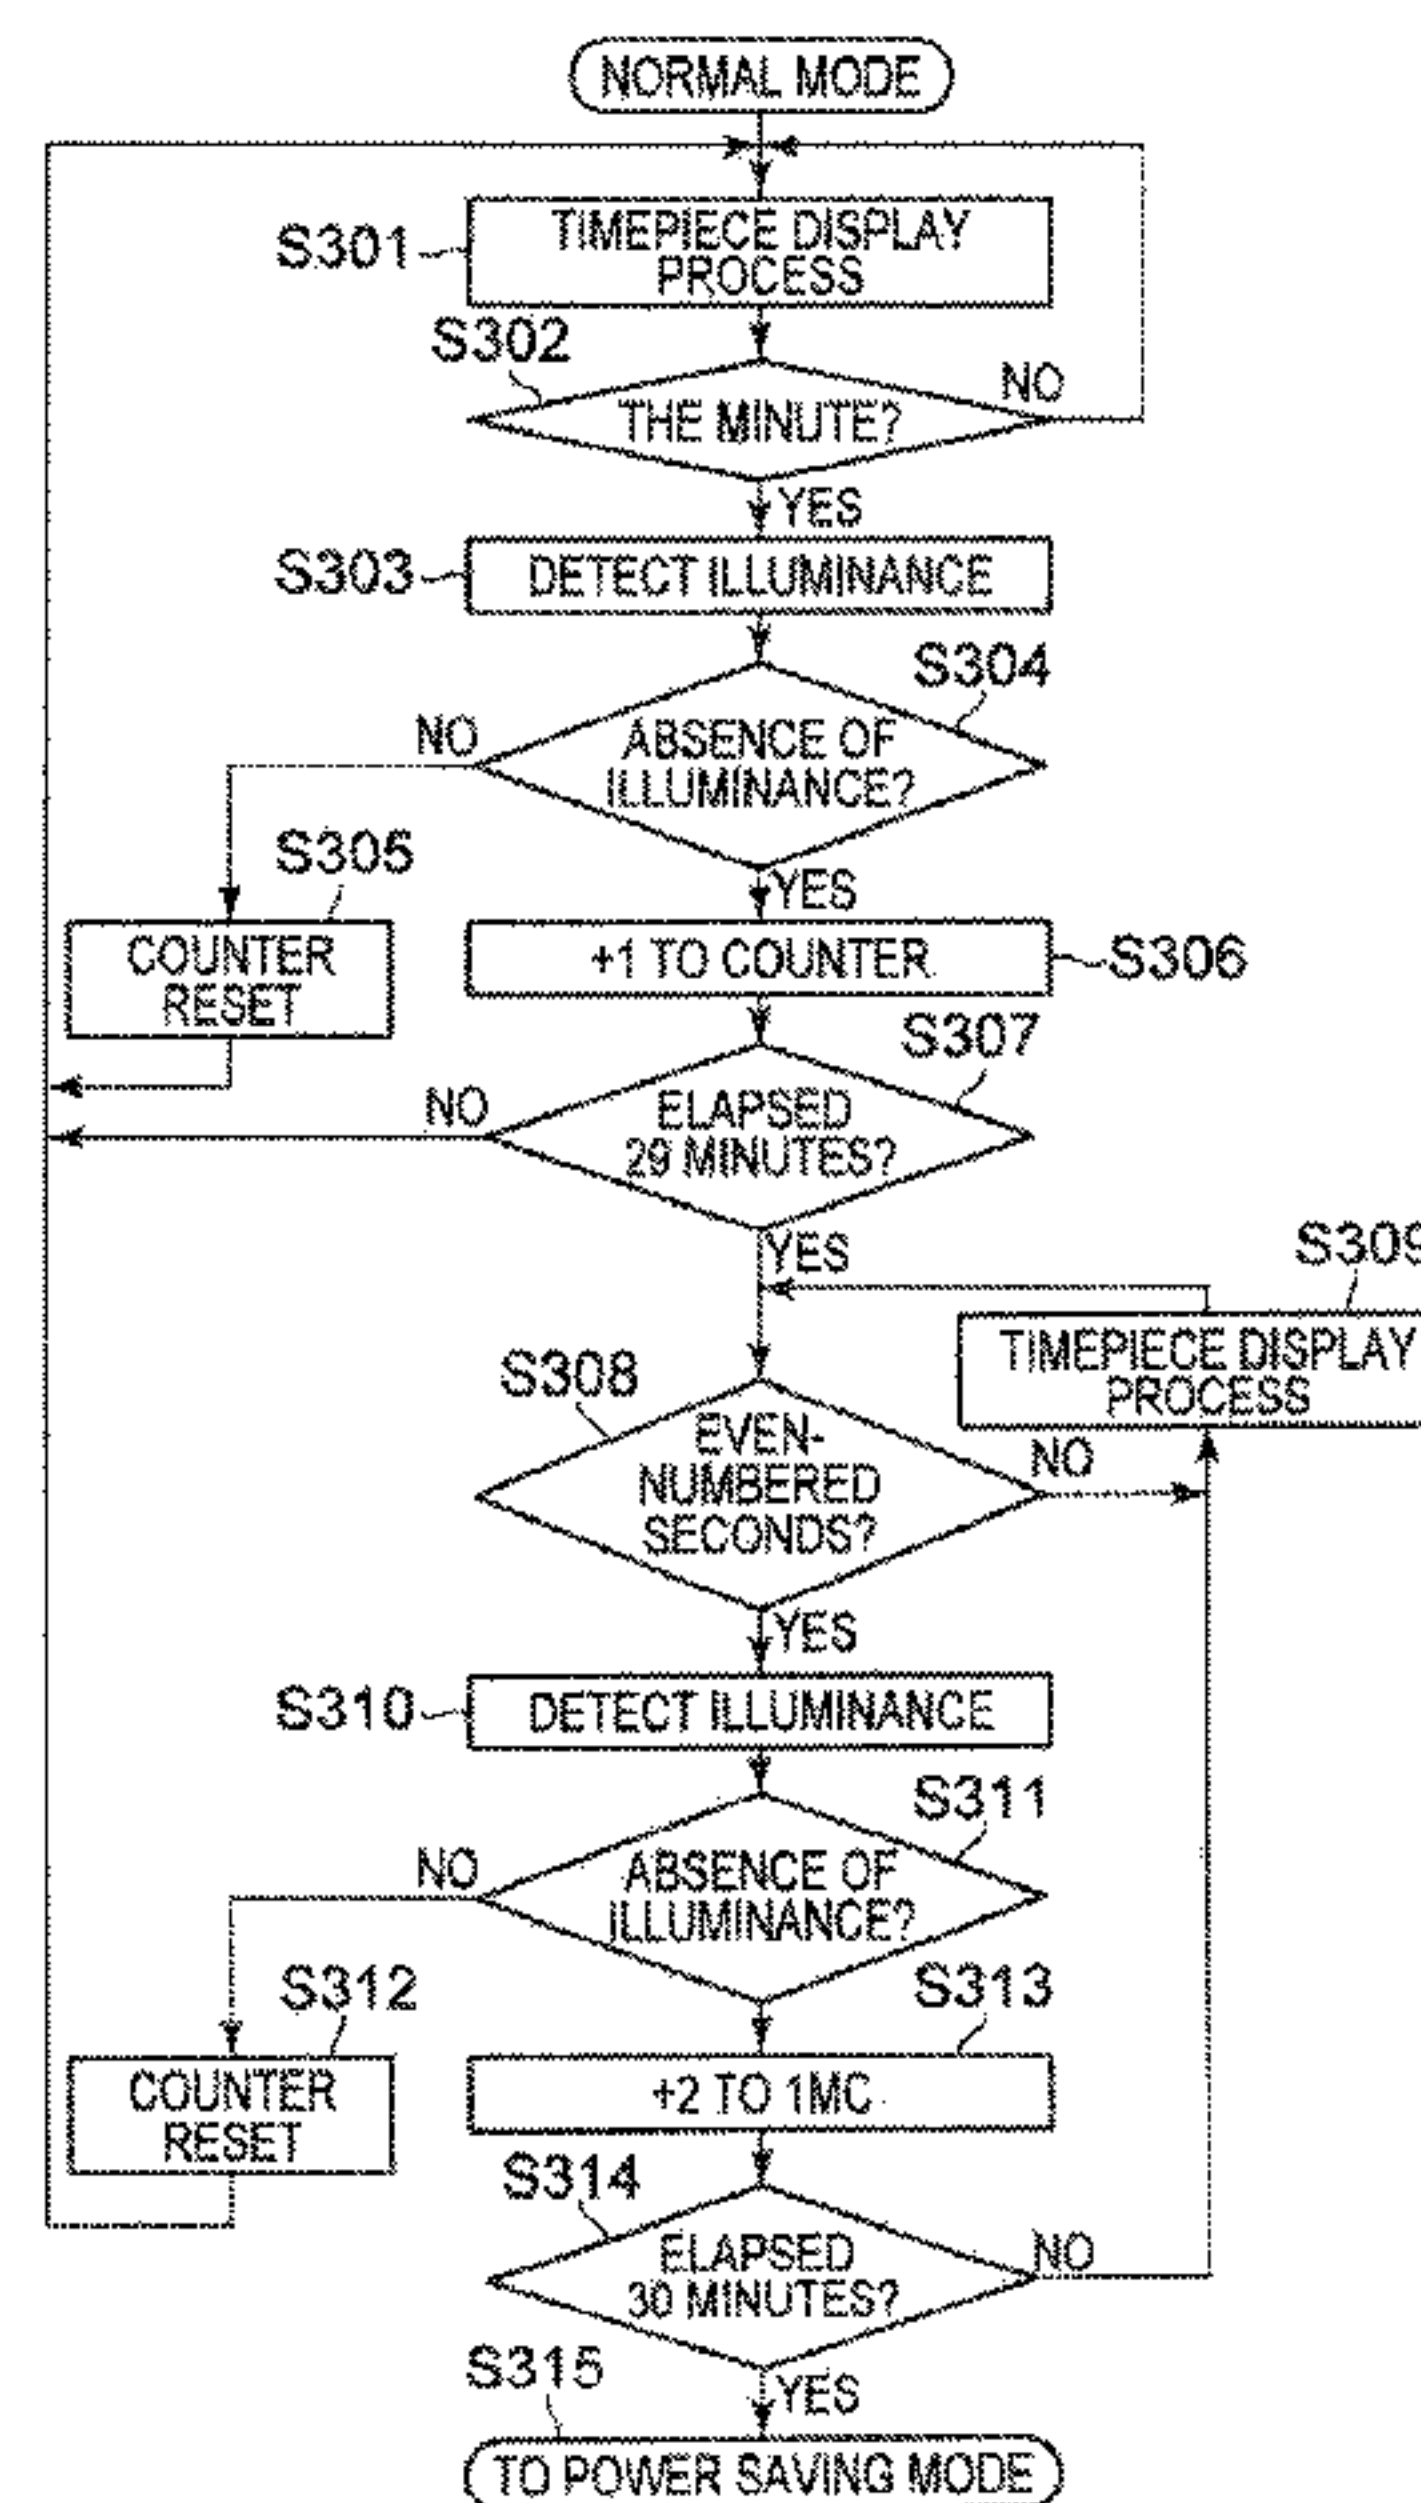 NORMAL MODE
S301
TIMEPIECE DISPLAY
PROCESS
S302
THE MINUTE?
NO
YES
S303
DETECT ILLUMINANCE
S304
ABSENCE OF
ILLUMINANCE?
NO
YES
S305
COUNTER
RESET
+1 TO COUNTER
S306
S307
ELAPSED
29 MINUTES?
NO
YES
S309
TIMEPIECE DISPLAY
PROCESS
S308
EVEN-
NUMBERED
SECONDS?
NO
YES
S310
DETECT ILLUMINANCE
S311
ABSENCE OF
ILLUMINANCE?
NO
S312
COUNTER
RESET
S313
+2 TO 1MC
S314
ELAPSED
30 MINUTES?
NO
YES
S315
TO POWER SAVING MODE